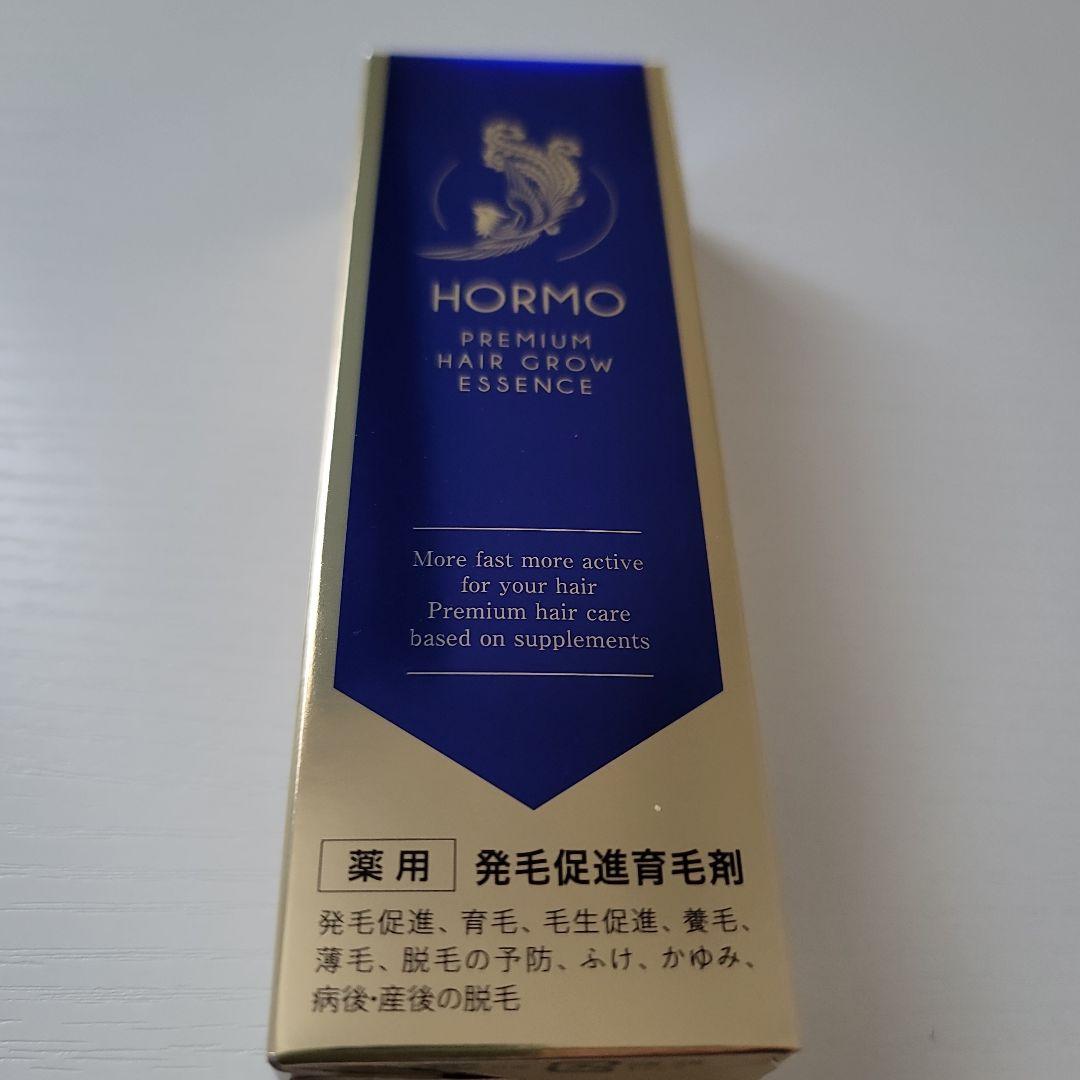 HORMO
PREMIUM
HAIR GROW
ESSENCE
More fast more active
for your hair
Premium hair care
based on supplements
薬用 発毛促進育毛剤
発毛促進、育毛、毛生促進、養毛、
薄毛、脱毛の予防、ふけ、かゆみ、
病後・産後の脱毛